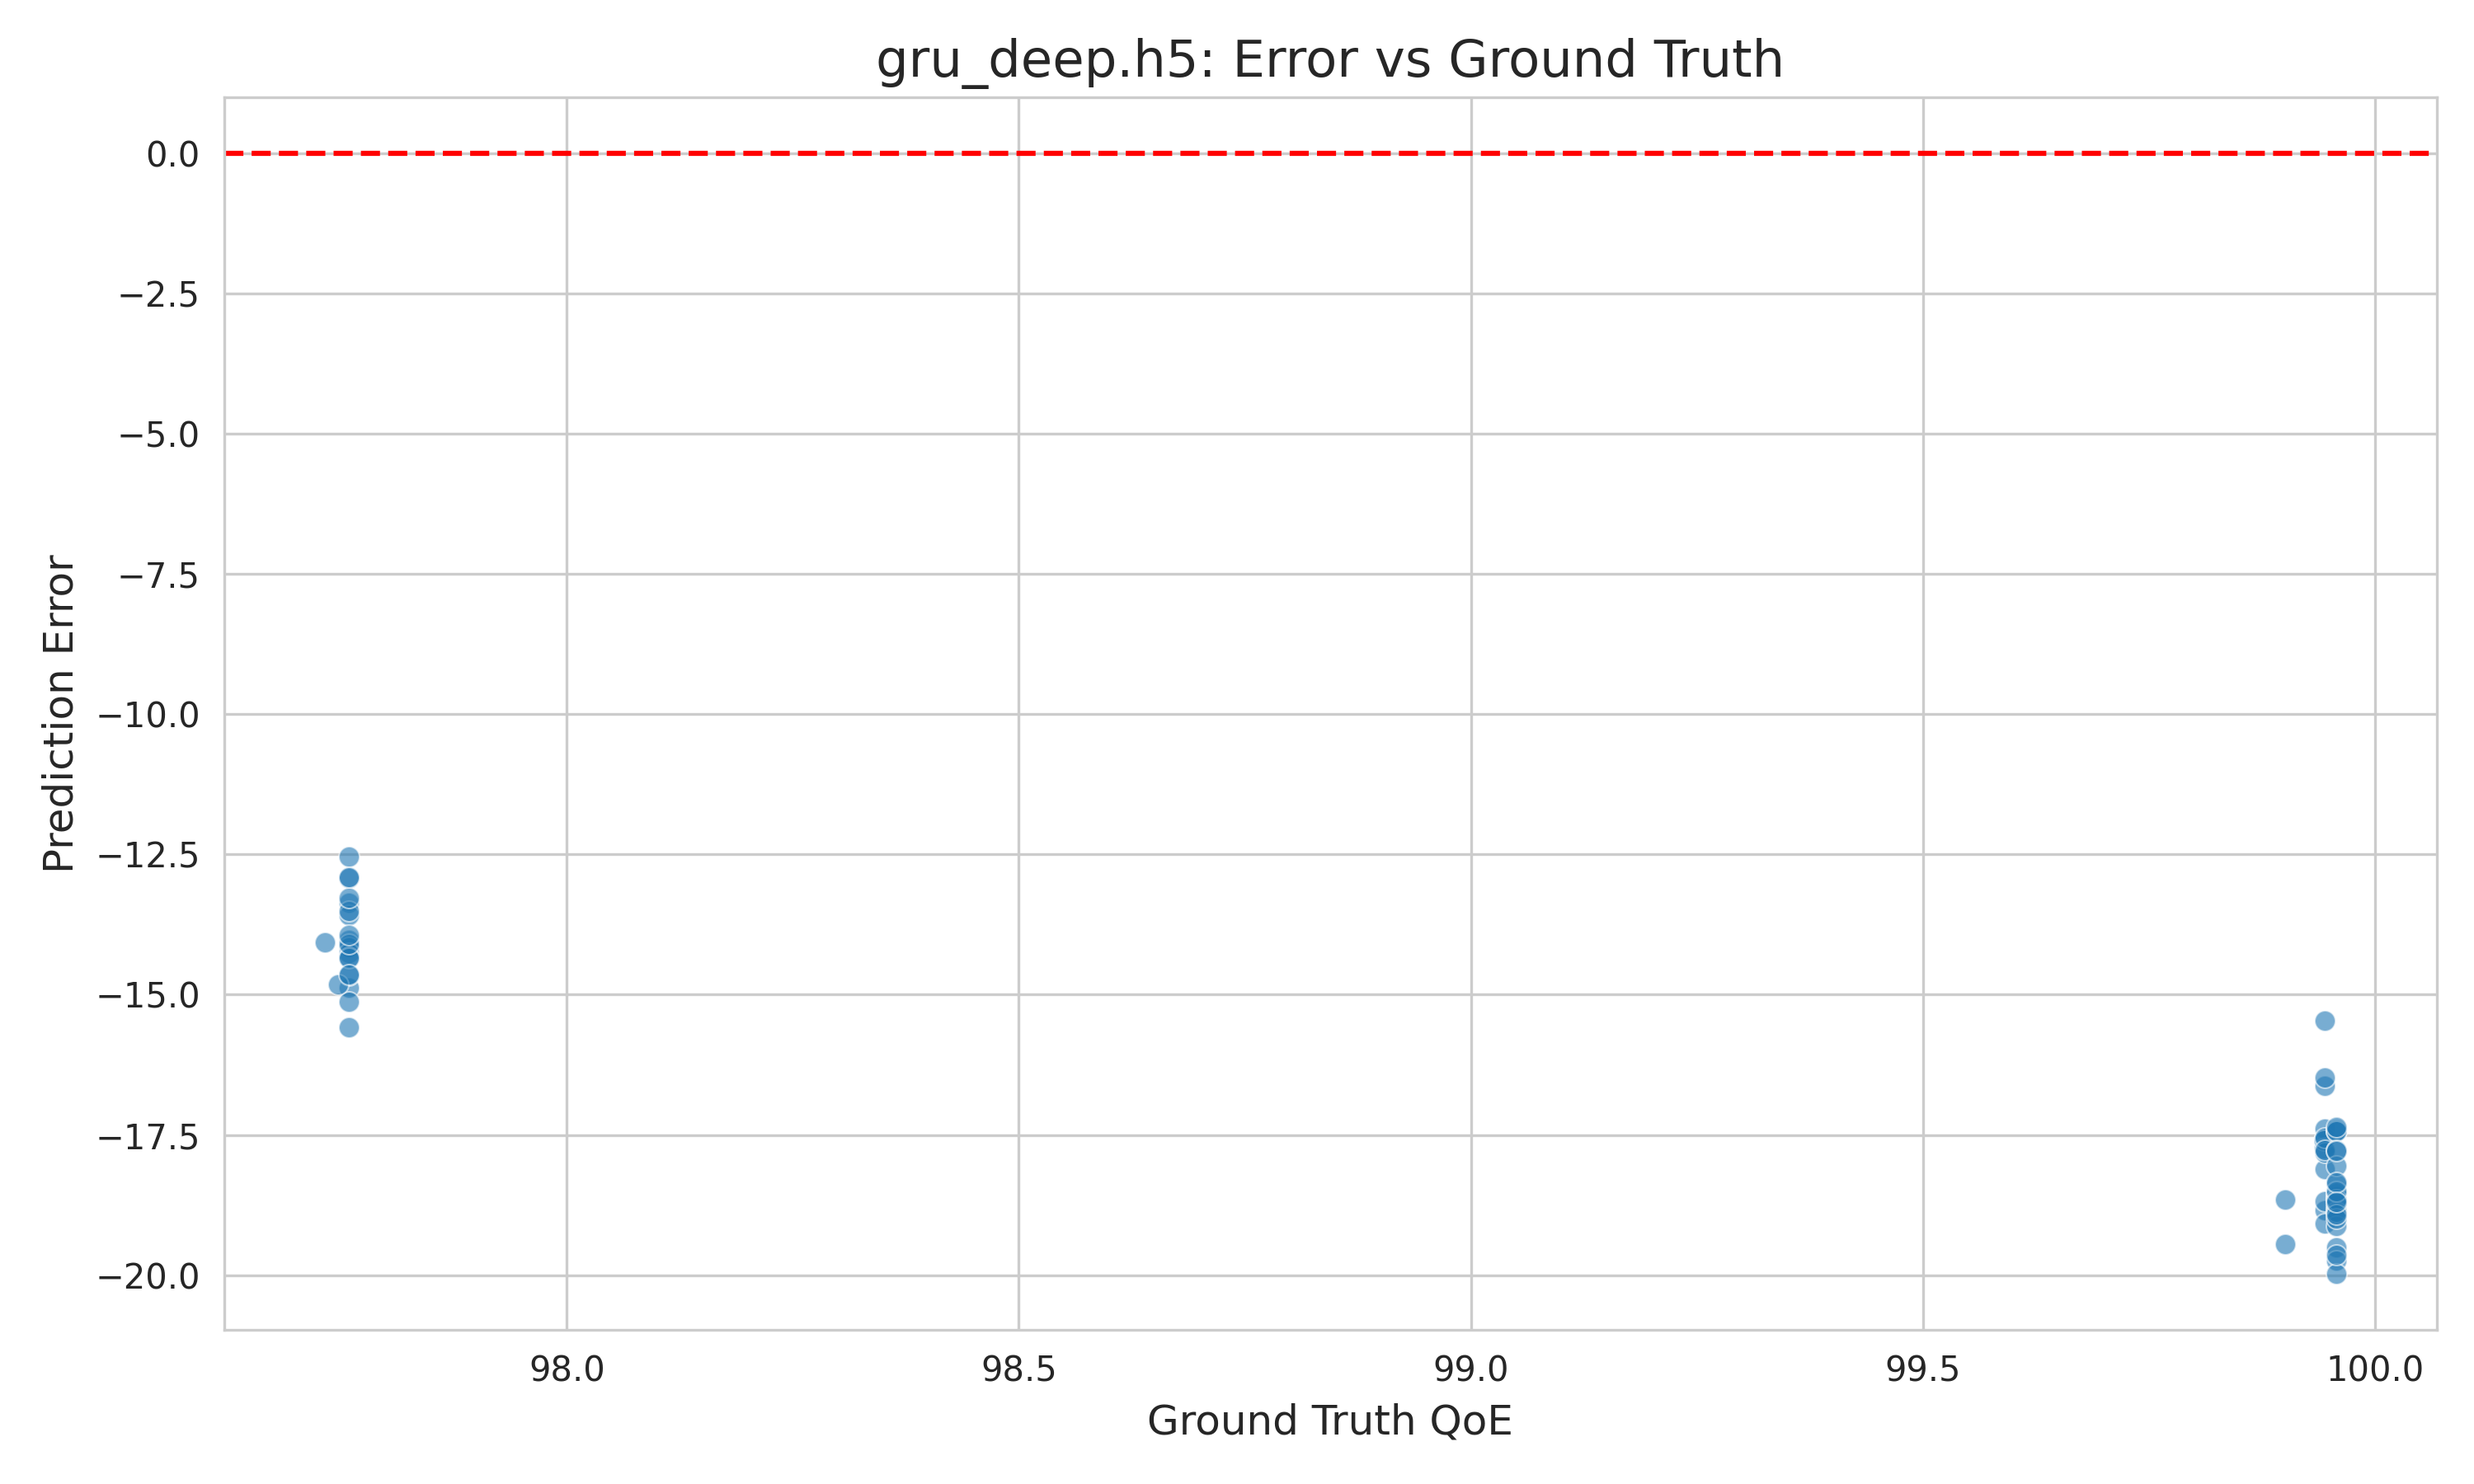 gru_deep.h5: Error vs Ground Truth
Prediction Error
0.0
−2.5
−5.0
−7.5
−10.0
−12.5
−15.0
−17.5
−20.0
98.0 98.5 99.0 99.5 100.0
Ground Truth QoE